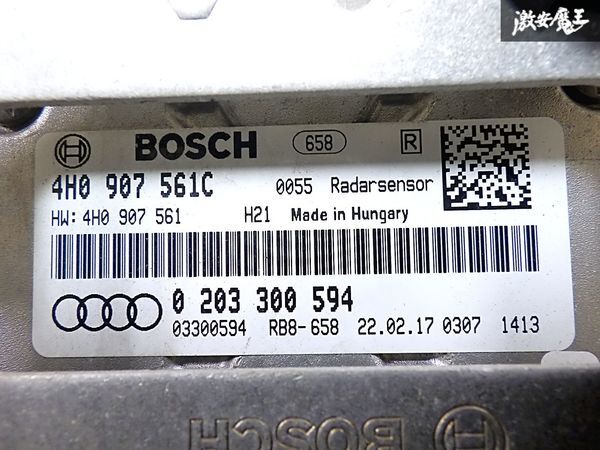 激安魔王
BOSCH 658 R
4H0 907 561C 0055 Radarsensor
HW: 4H0 907 561 H21 Made in Hungary
0 203 300 594
03300594 RB8-658 22.02.17 0307 1413
BOSCH